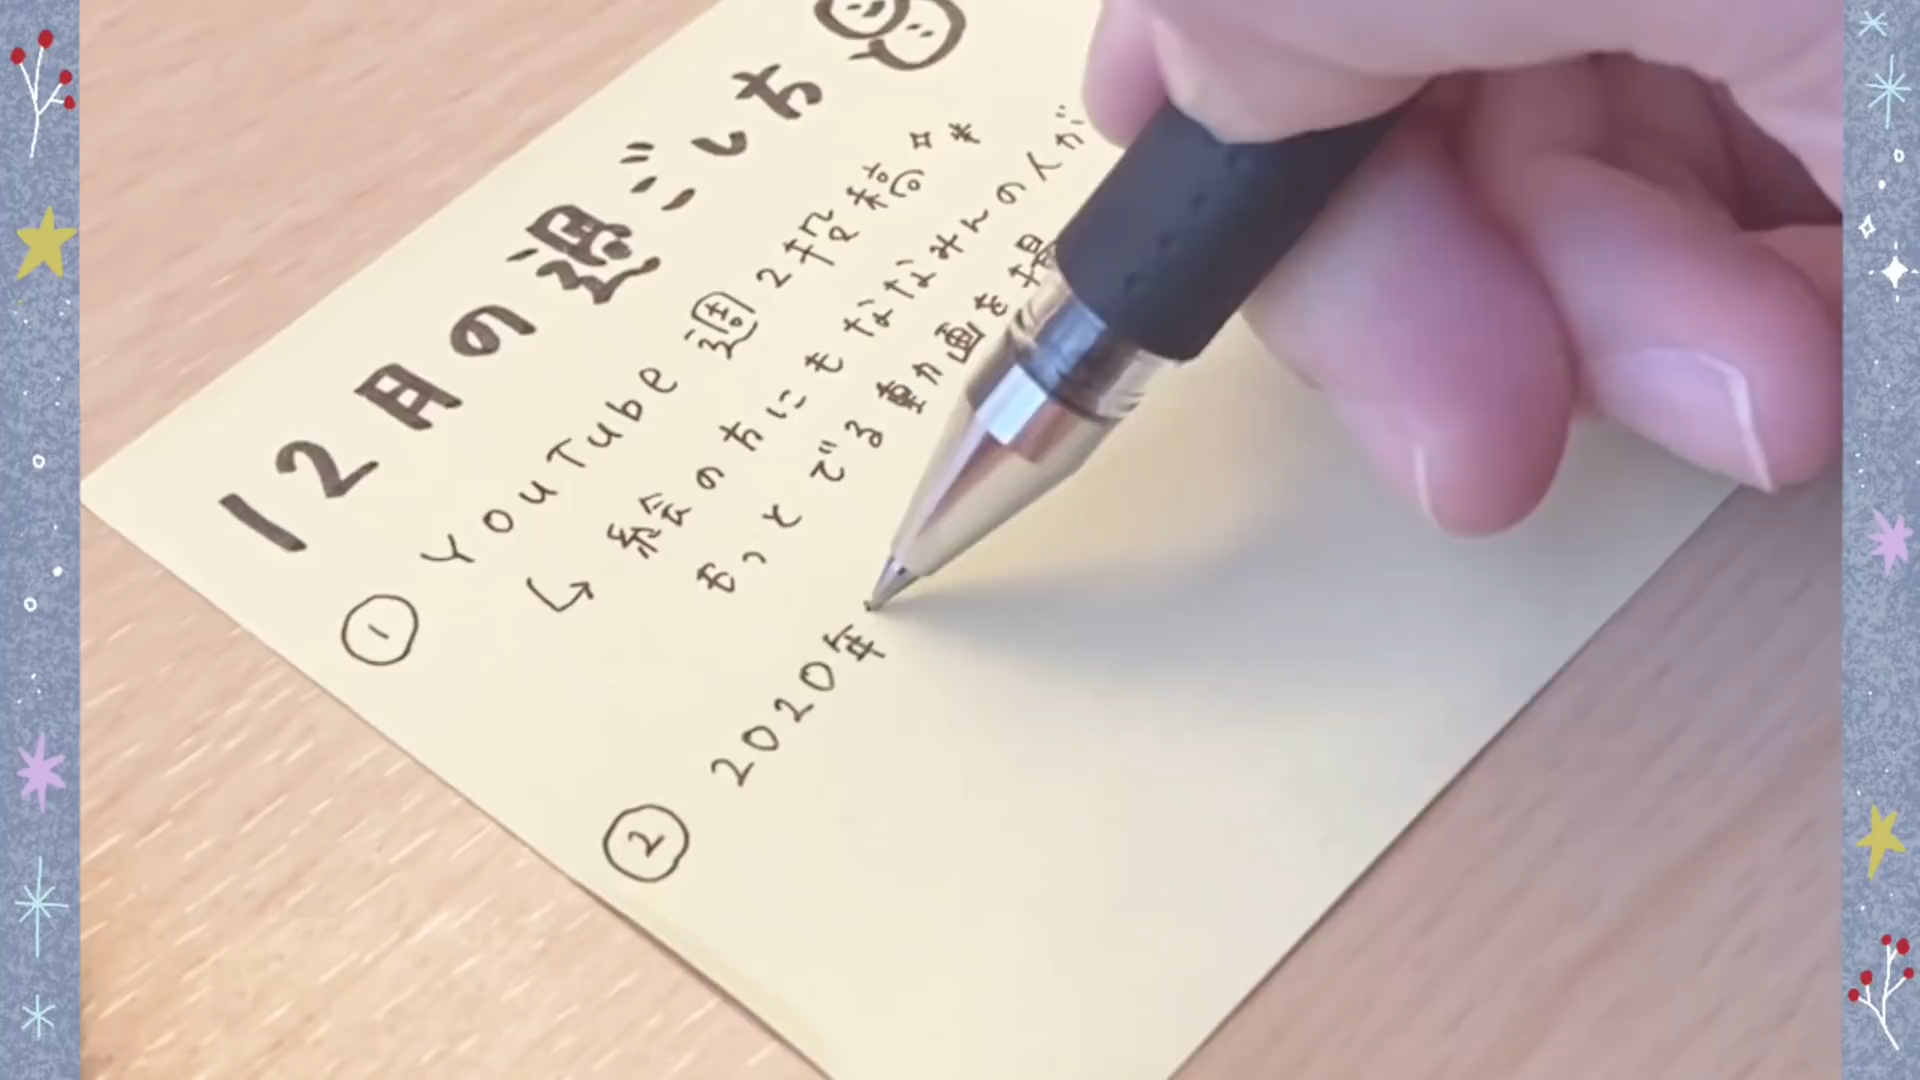 12月の過ごし方
① YouTube 週2投稿
↳ 絵の方にもななみんの人が
もっとでる動画を撮
② 2020年